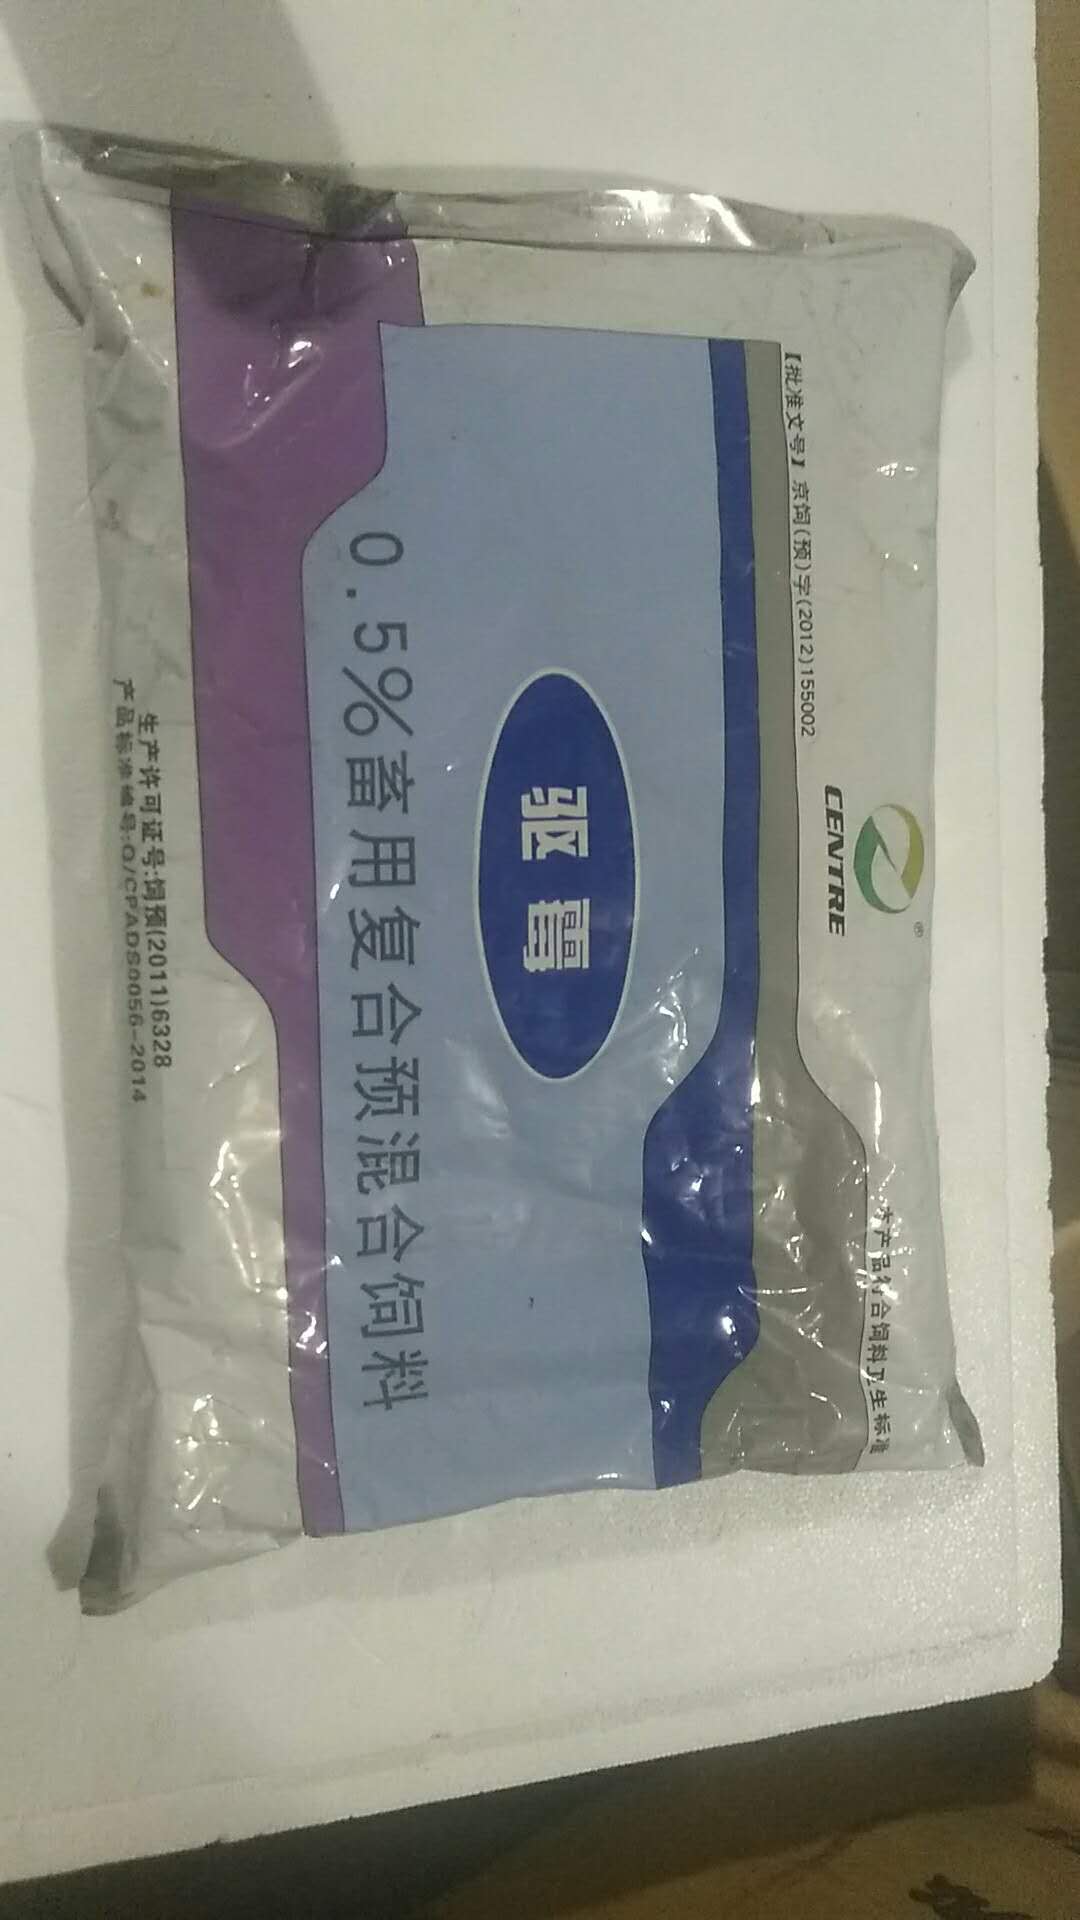 CENTRE
®
【批准文号】京饲(预)字(2012)155002
本产品符合饲料卫生标准
驱霉
0.5%畜用复合预混合饲料
生产许可证号:饲预(2011)6328
产品标准编号:Q/CPADS0056-2014